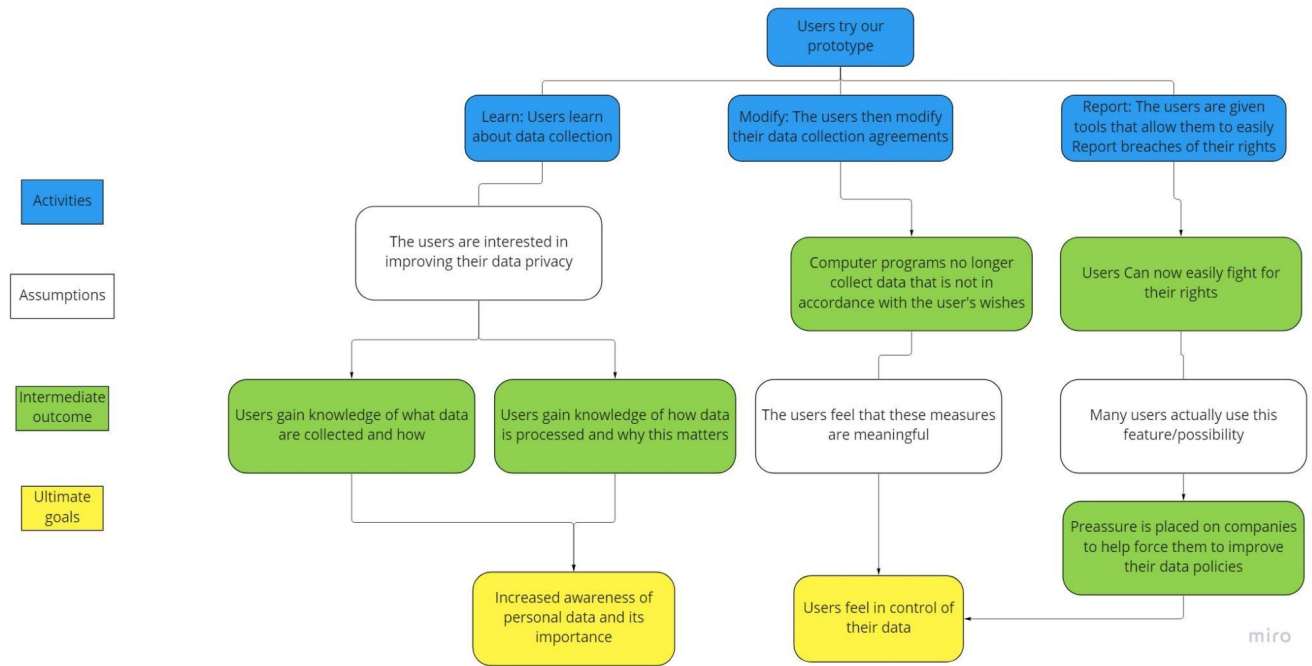 Users try our
prototype
Learn: Users learn
about data collection
Modify: The users then modify
their data collection agreements
Report: The users are given
tools that allow them to easily
Report breaches of their rights
Activities
The users are interested in
improving their data privacy
Computer programs no longer
collect data that is not in
accordance with the user's wishes
Users Can now easily fight for
their rights
Assumptions
Intermediate
outcome
Users gain knowledge of what data
are collected and how
Users gain knowledge of how data
is processed and why this matters
The users feel that these measures
are meaningful
Many users actually use this
feature/possibility
Ultimate
goals
Preassure is placed on companies
to help force them to improve
their data policies
Increased awareness of
personal data and its
importance
Users feel in control of
their data
miro